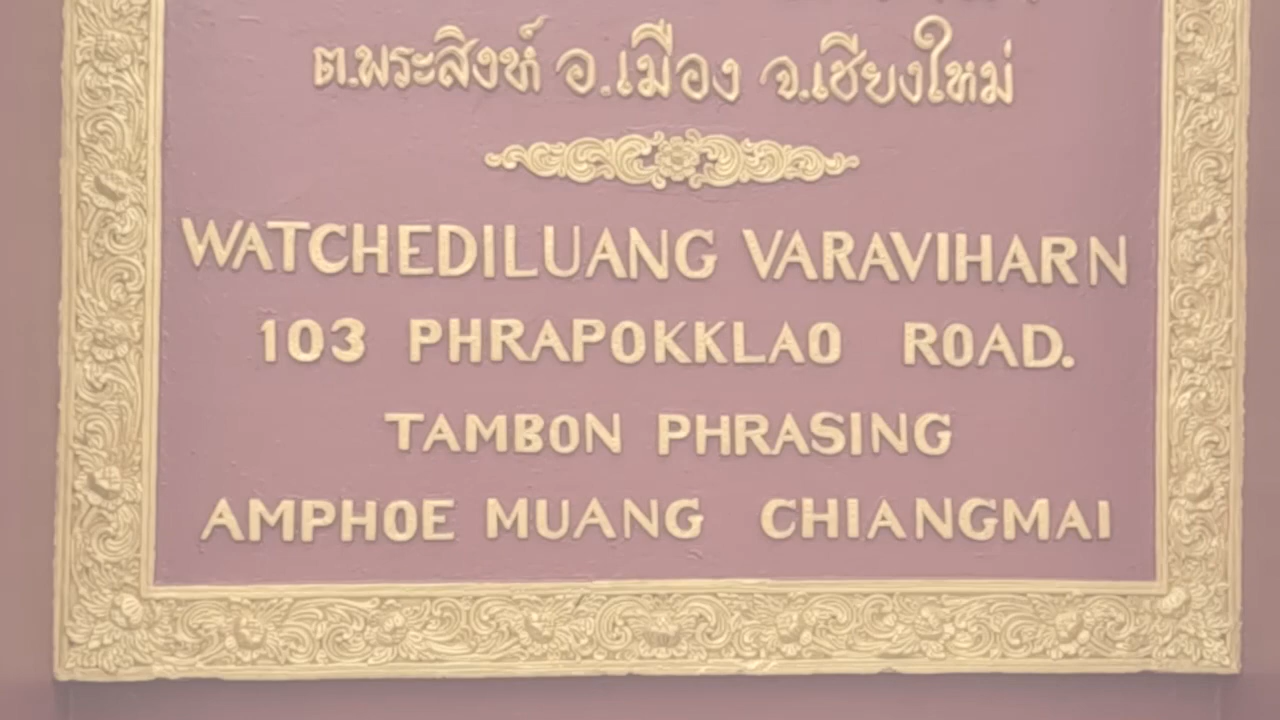 ต.พระสิงห์ อ.เมือง จ.เชียงใหม่
WATCHEDILUANG VARAVIHARN
103 PHRAPOKKLAO ROAD.
TAMBON PHRASING
AMPHOE MUANG CHIANGMAI